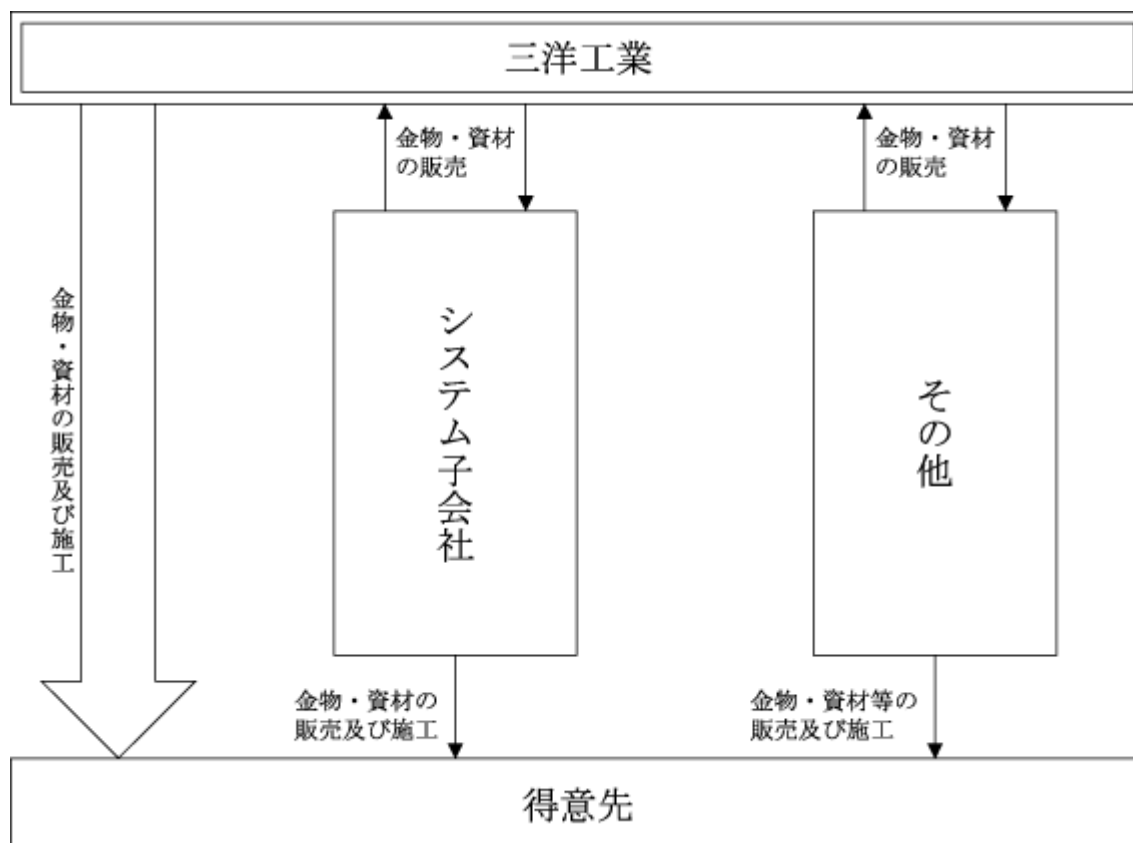 三洋工業
金物・資材
の販売
金物・資材
の販売
金物・資材の販売及び施工
システム子会社
その他
金物・資材の
販売及び施工
金物・資材等の
販売及び施工
得意先